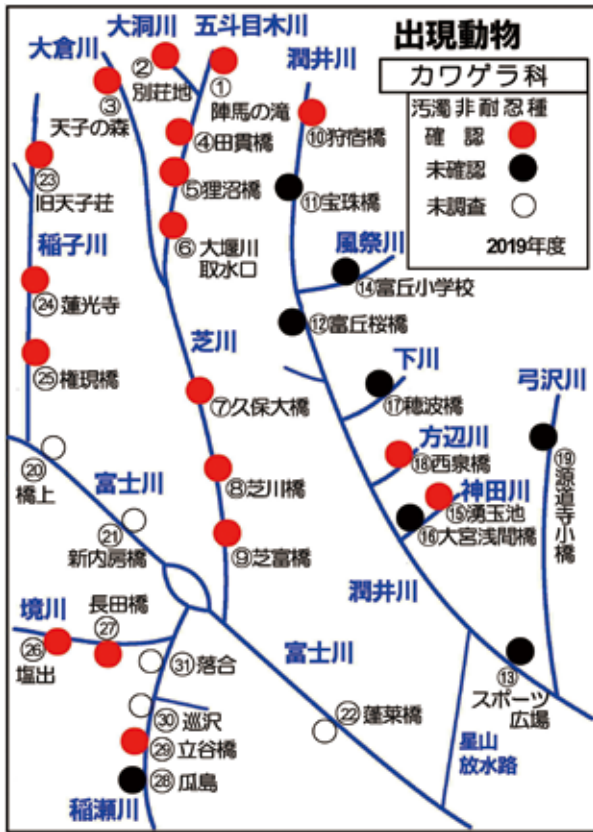 出現動物
カワゲラ科
汚濁非耐忍種
確認
未確認
未調査
2019年度
大倉川
大洞川
五斗目木川
潤井川
②
別荘地
①
陣馬の滝
③
天子の森
④田貫橋
⑤狸沼橋
⑥大堰川
取水口
⑩狩宿橋
⑪宝珠橋
風祭川
⑭富丘小学校
⑫富丘桜橋
㉓
旧天子荘
稲子川
㉔蓮光寺
㉕権現橋
芝川
⑦久保大橋
⑧芝川橋
⑨芝富橋
下川
⑰穂波橋
方辺川
⑱西泉橋
神田川
⑮湧玉池
⑯大宮浅間橋
弓沢川
⑲源道寺小橋
⑳
橋上
富士川
㉑
新内房橋
潤井川
境川
長田橋
㉗
㉖
塩出
㉛落合
富士川
㉒蓬莱橋
⑬
スポーツ
広場
㉚巡沢
㉙立谷橋
㉘瓜島
稲瀬川
星山
放水路